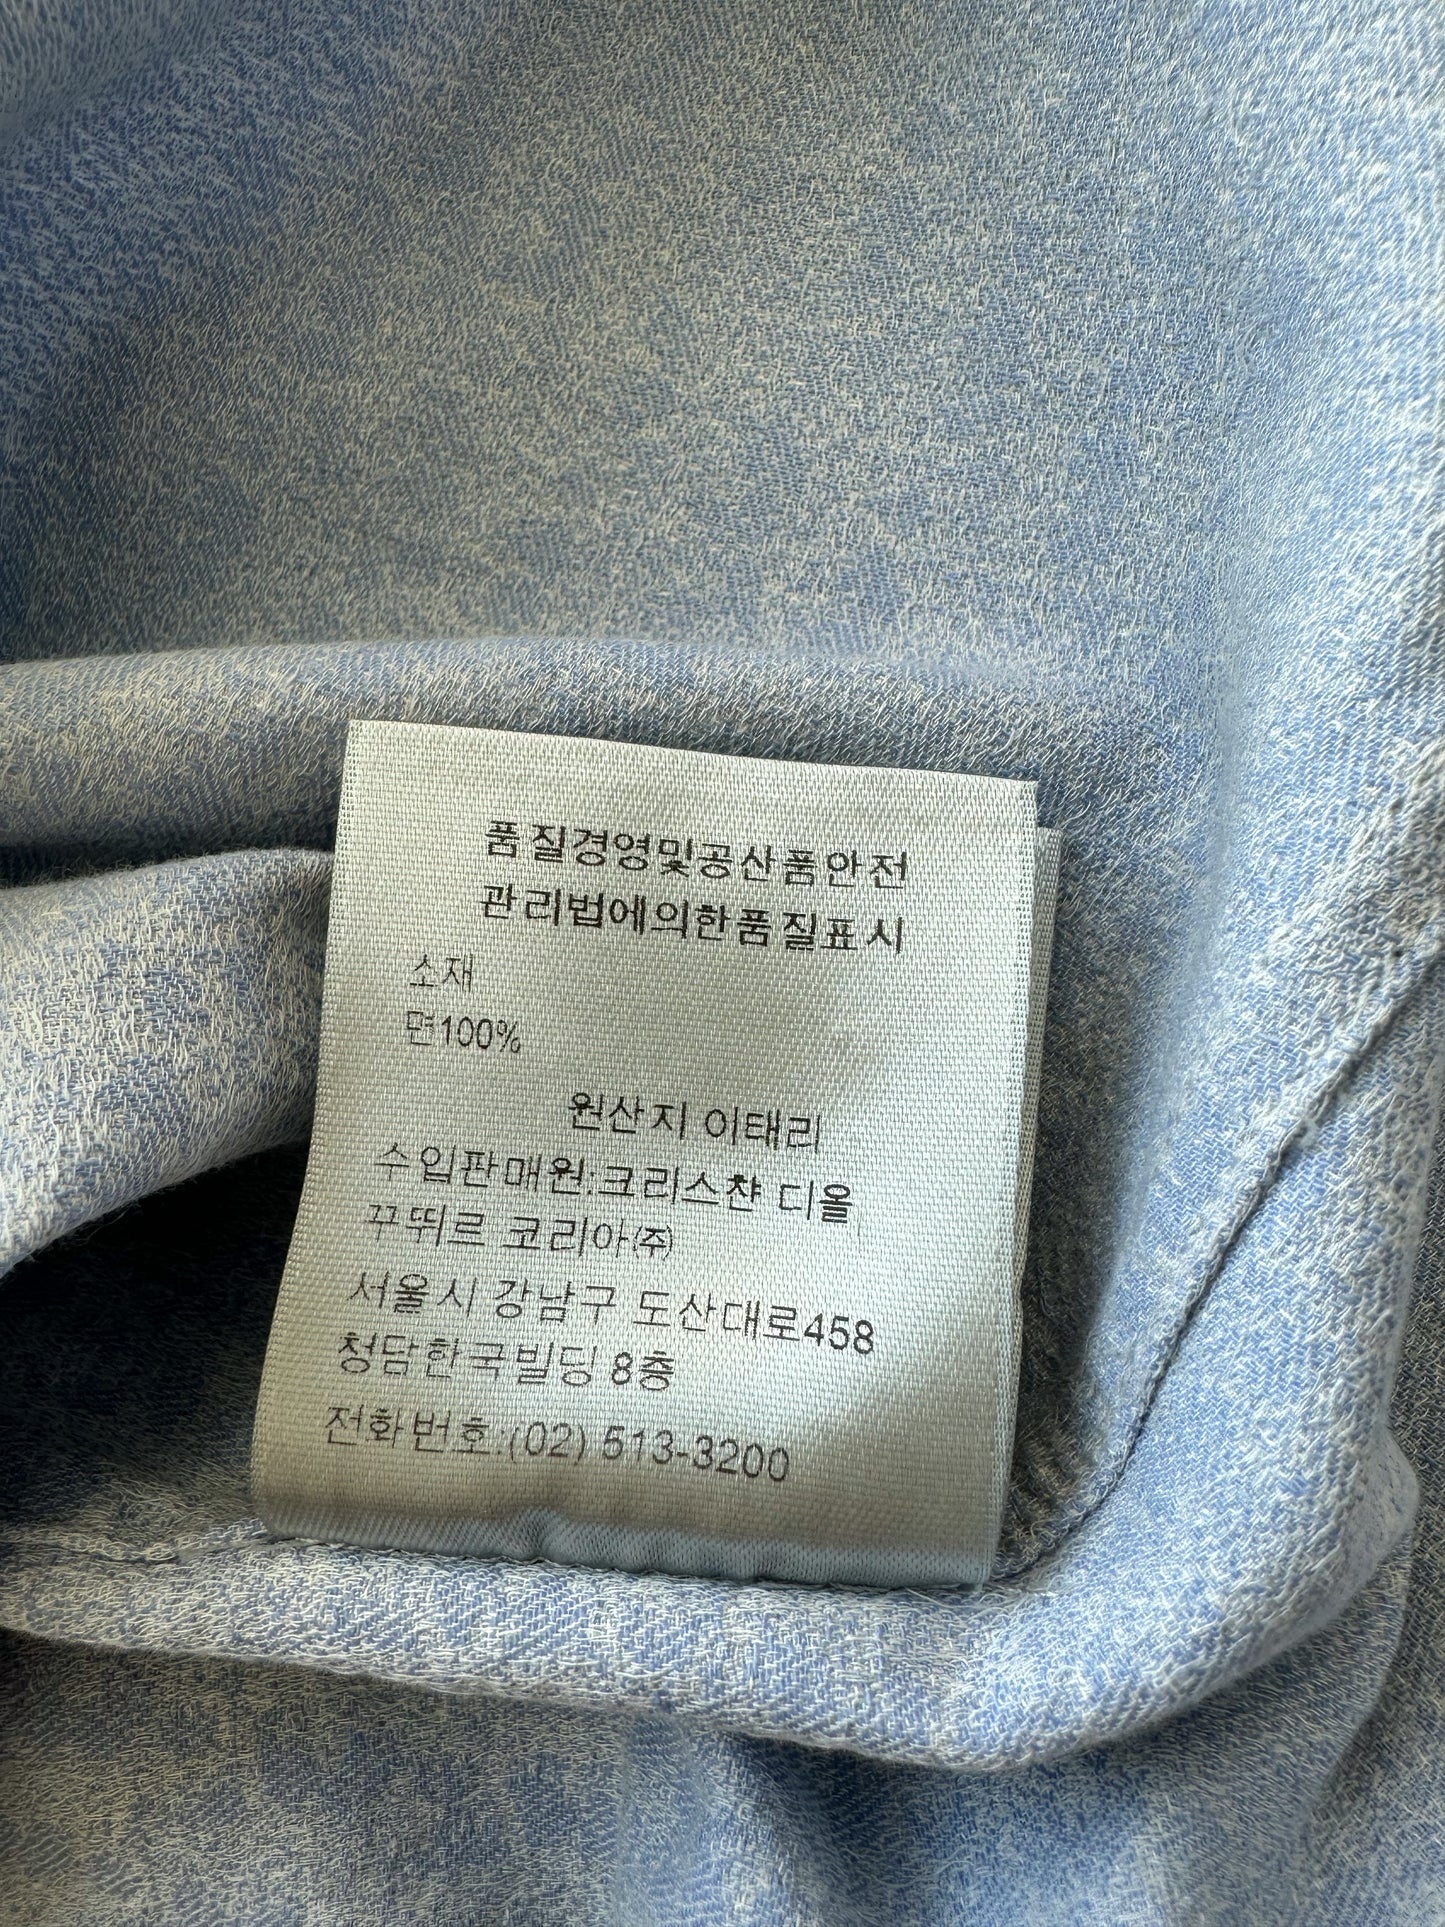 품질경영및공산품안전
관리법에의한품질표시
소재
면100%
원산지 이태리
수입판매원:크리스챤 디올
꾸뛰르 코리아(주)
서울시 강남구 도산대로458
청담한국빌딩 8층
전화번호:(02) 513-3200